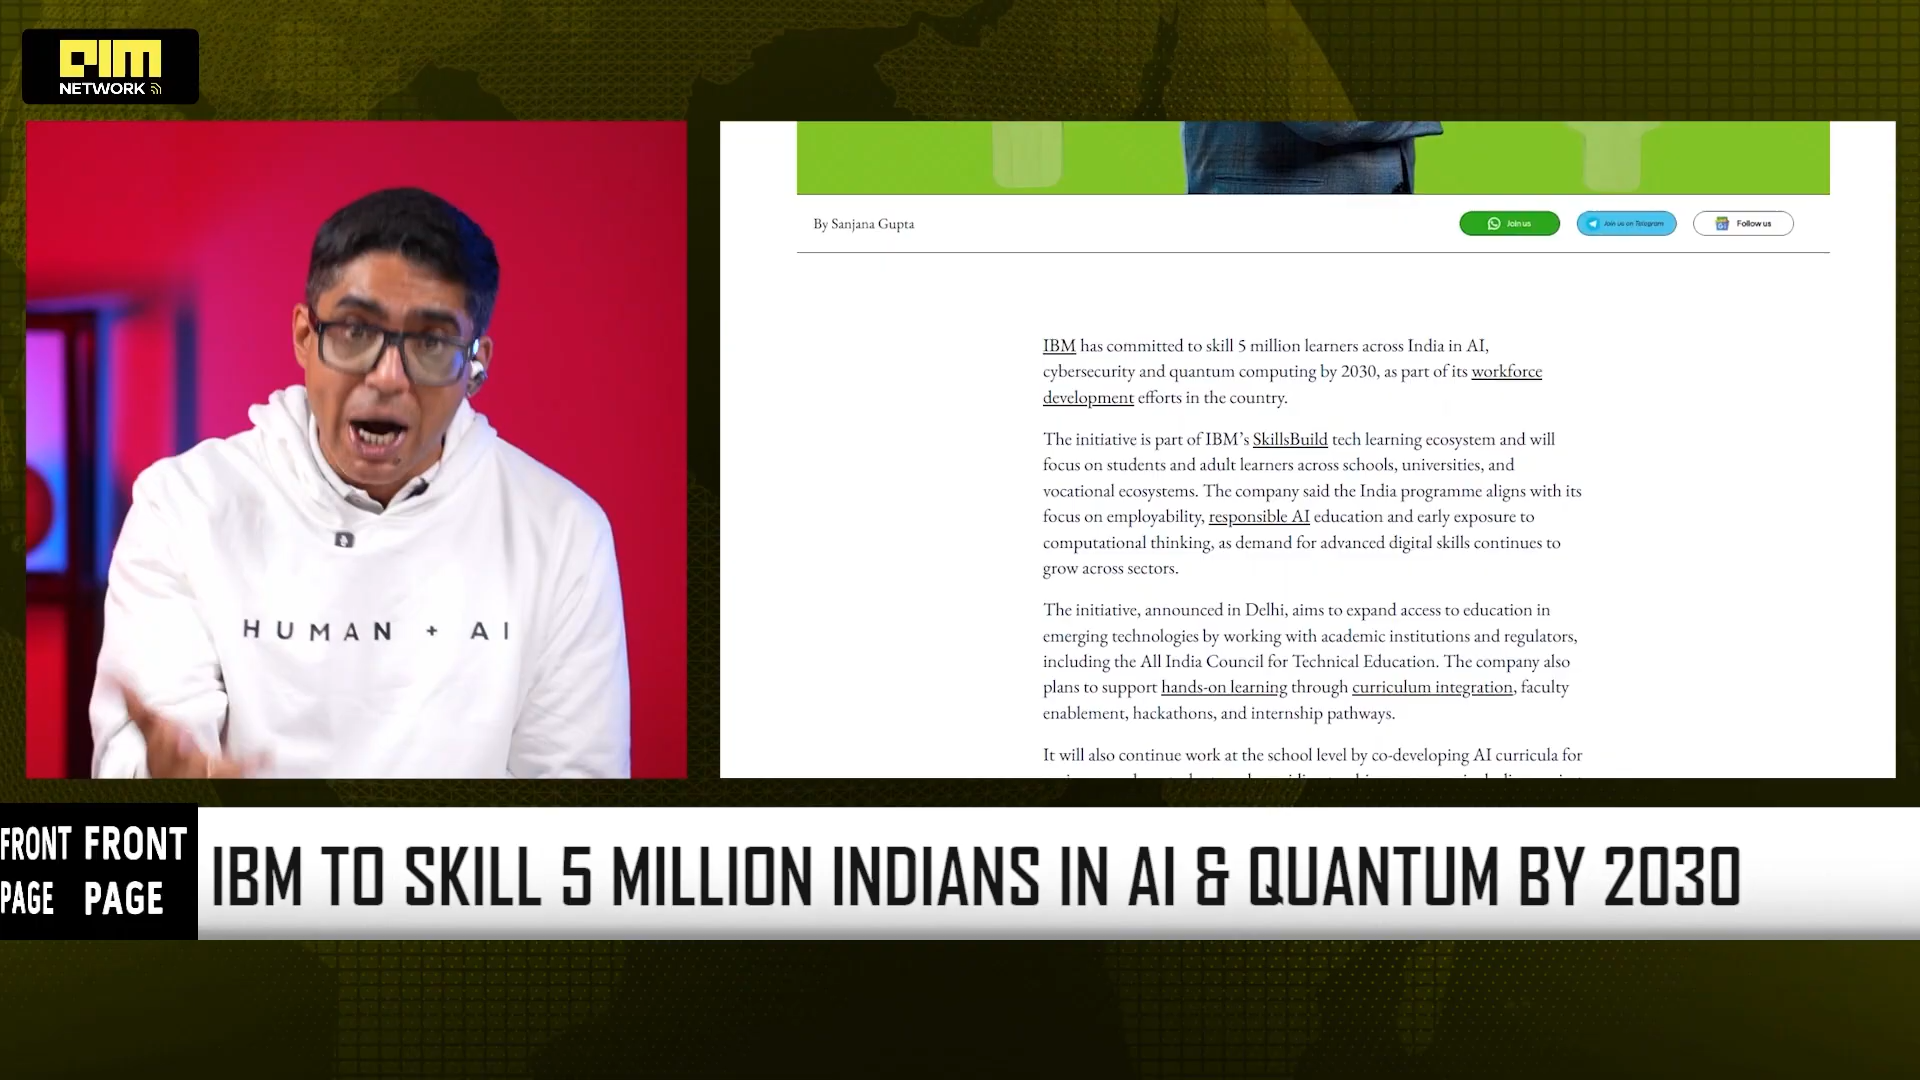 AIM
NETWORK
By Sanjana Gupta
Join us
Join us on Telegram
Follow us
IBM has committed to skill 5 million learners across India in AI,
cybersecurity and quantum computing by 2030, as part of its workforce
development efforts in the country.
The initiative is part of IBM’s SkillsBuild tech learning ecosystem and will
focus on students and adult learners across schools, universities, and
vocational ecosystems. The company said the India programme aligns with its
focus on employability, responsible AI education and early exposure to
computational thinking, as demand for advanced digital skills continues to
grow across sectors.
The initiative, announced in Delhi, aims to expand access to education in
emerging technologies by working with academic institutions and regulators,
including the All India Council for Technical Education. The company also
plans to support hands-on learning through curriculum integration, faculty
enablement, hackathons, and internship pathways.
It will also continue work at the school level by co-developing AI curricula for
HUMAN + AI
FRONT FRONT
PAGE PAGE
IBM TO SKILL 5 MILLION INDIANS IN AI & QUANTUM BY 2030